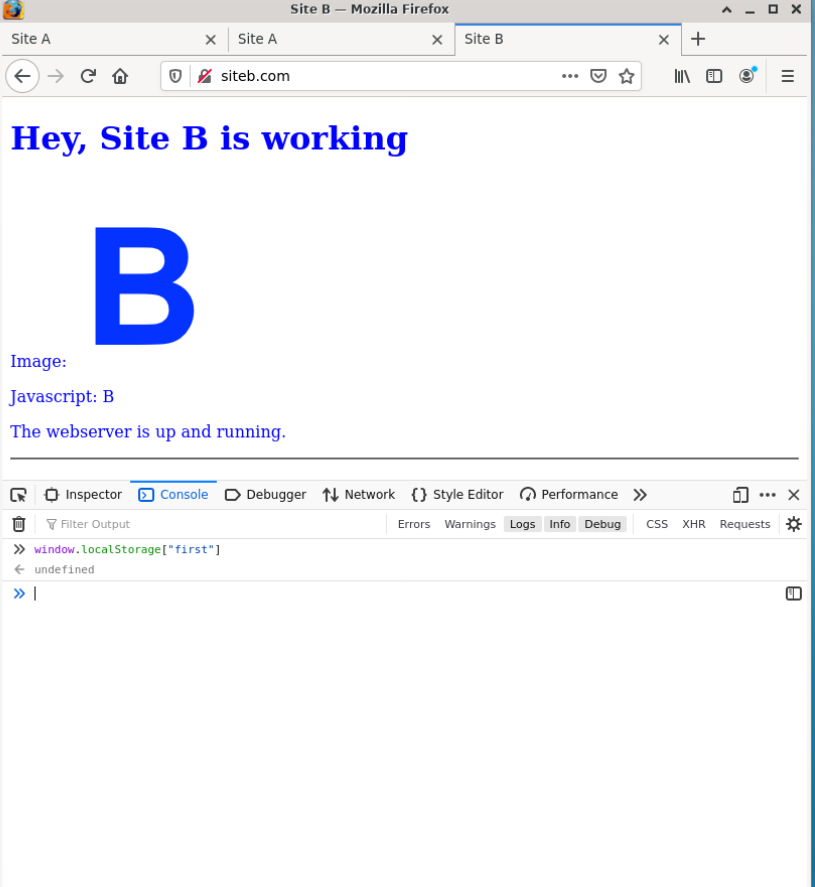 Site B — Mozilla Firefox
Site A
Site A
Site B
siteb.com
Hey, Site B is working
B
Image:
Javascript: B
The webserver is up and running.
Inspector Console Debugger Network {} Style Editor Performance
Filter Output Errors Warnings Logs Info Debug CSS XHR Requests
window.localStorage["first"]
undefined